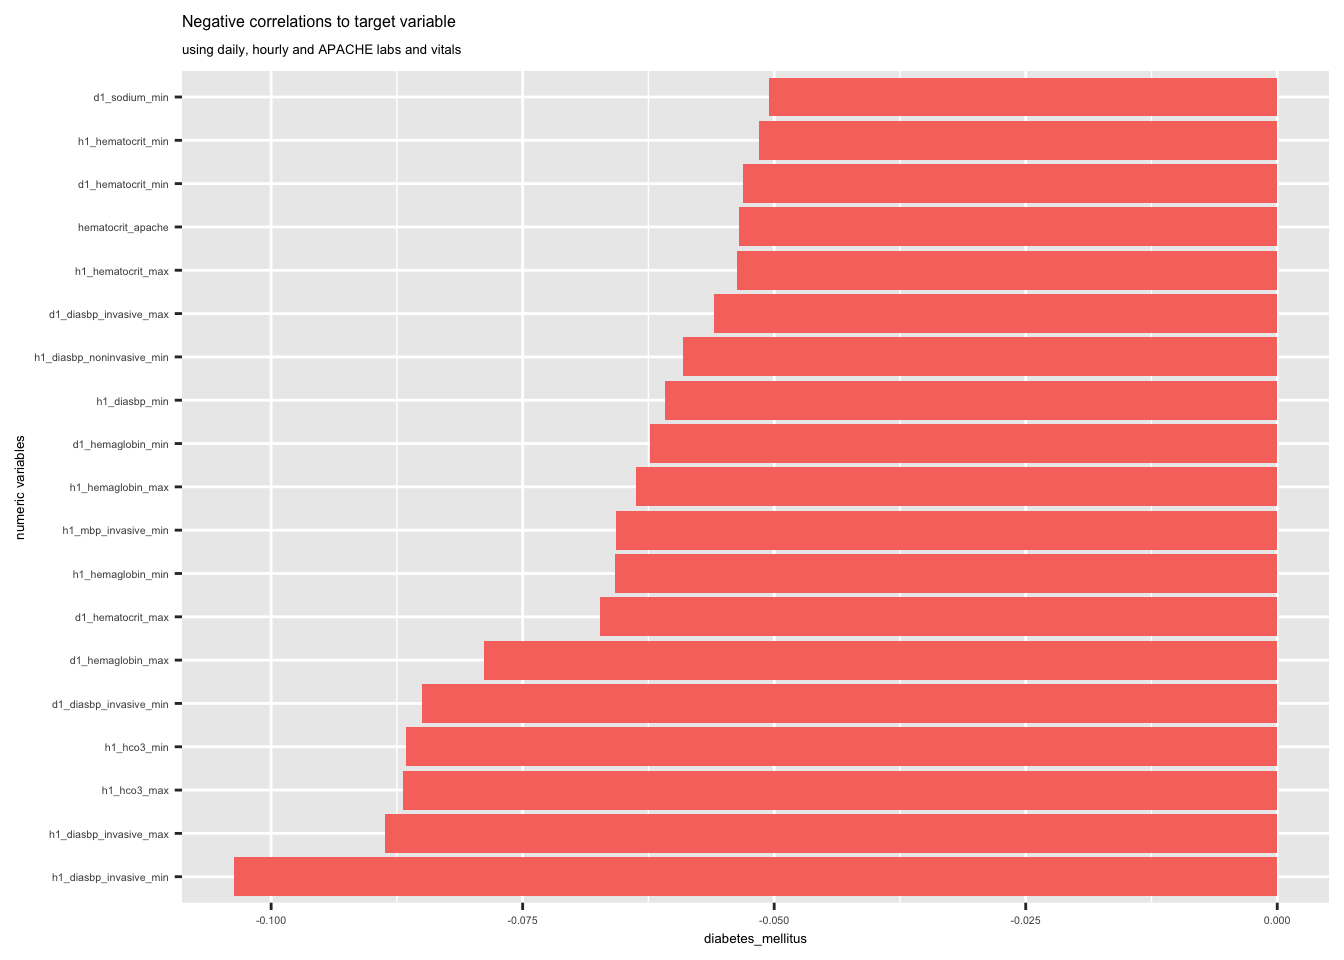 Negative correlations to target variable
using daily, hourly and APACHE labs and vitals
numeric variables
d1_sodium_min
h1_hematocrit_min
d1_hematocrit_min
hematocrit_apache
h1_hematocrit_max
d1_diasbp_invasive_max
h1_diasbp_noninvasive_min
h1_diasbp_min
d1_hemaglobin_min
h1_hemaglobin_max
h1_mbp_invasive_min
h1_hemaglobin_min
d1_hematocrit_max
d1_hemaglobin_max
d1_diasbp_invasive_min
h1_hco3_min
h1_hco3_max
h1_diasbp_invasive_max
h1_diasbp_invasive_min
-0.100 -0.075 -0.050 -0.025 0.000
diabetes_mellitus